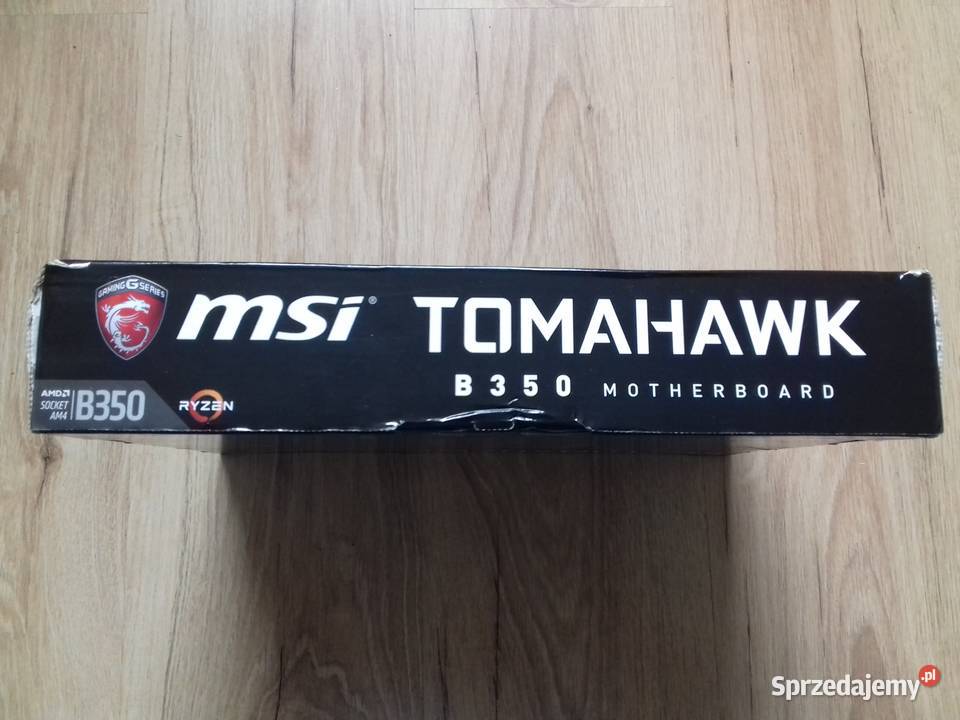 GAMING G SERIES
msi®
TOMAHAWK
B350 MOTHERBOARD
AMD
SOCKET
AM4
B350
RYZEN
Sprzedajemy.pl